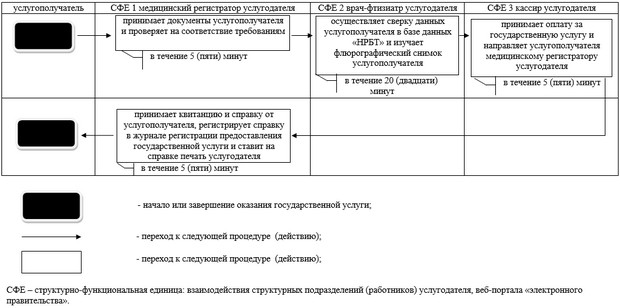 услугополучатель
СФЕ 1 медицинский регистратор услугодателя
СФЕ 2 врач-фтизиатр услугодателя
СФЕ 3 кассир услугодателя
принимает документы услугополучателя
и проверяет на соответствие требованиям
в течение 5 (пяти) минут
осуществляет сверку данных
услугополучателя в базе данных
«НРБТ» и изучает
флюрографический снимок
услугополучателя
в течение 20 (двадцати)
минут
принимает оплату за
государственную услугу и
направляет услугополучателя
медицинскому регистратору
услугодателя
в течение 5 (пяти) минут
принимает квитанцию и справку от
услугополучателя, регистрирует справку
в журнале регистрации предоставления
государственной услуги и ставит на
справке печать услугодателя
в течение 5 (пяти) минут
- начало или завершение оказания государственной услуги;
- переход к следующей процедуре (действию);
- переход к следующей процедуре (действию);
СФЕ – структурно-функциональная единица: взаимодействия структурных подразделений (работников) услугодателя, веб-портала «электронного
правительства».